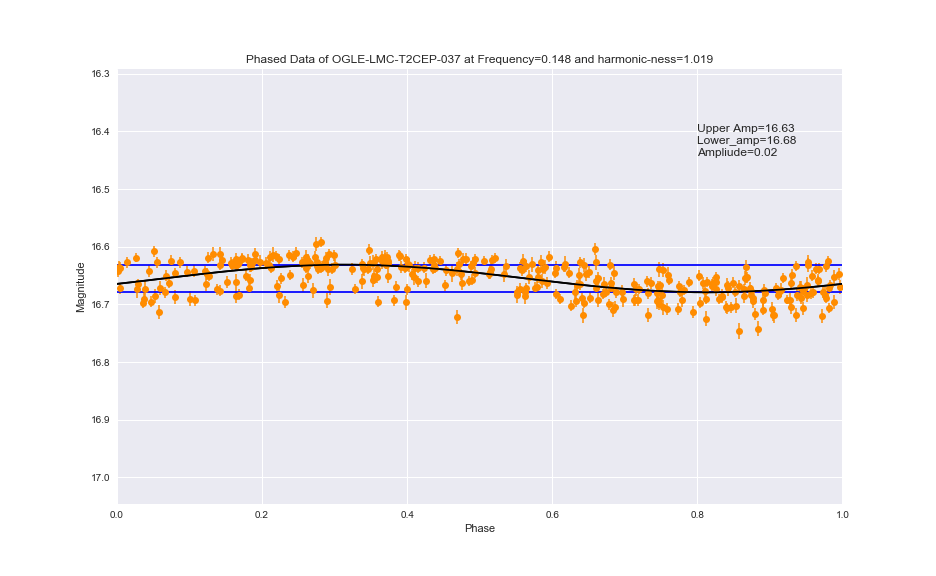 Phased Data of OGLE-LMC-T2CEP-037 at Frequency=0.148 and harmonic-ness=1.019
16.3
16.4
Upper Amp=16.63
Lower_amp=16.68
Ampliude=0.02
16.5
16.6
Magnitude
16.7
16.8
16.9
17.0
0.0 0.2 0.4 0.6 0.8 1.0
Phase